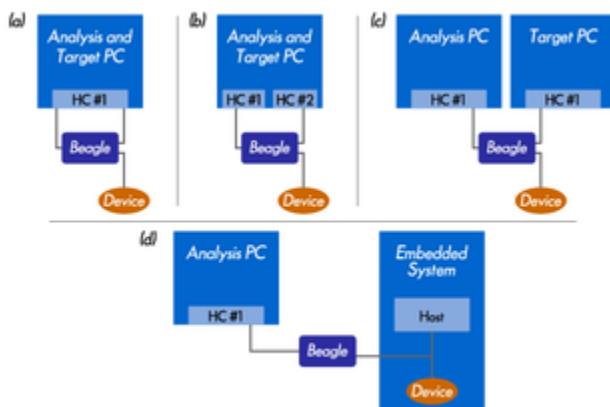 (a)
Analysis and
Target PC
HC #1
Beagle
Device
(b)
Analysis and
Target PC
HC #1
HC #2
Beagle
Device
(c)
Analysis PC
HC #1
Target PC
HC #1
Beagle
Device
(d)
Analysis PC
HC #1
Beagle
Embedded
System
Host
Device